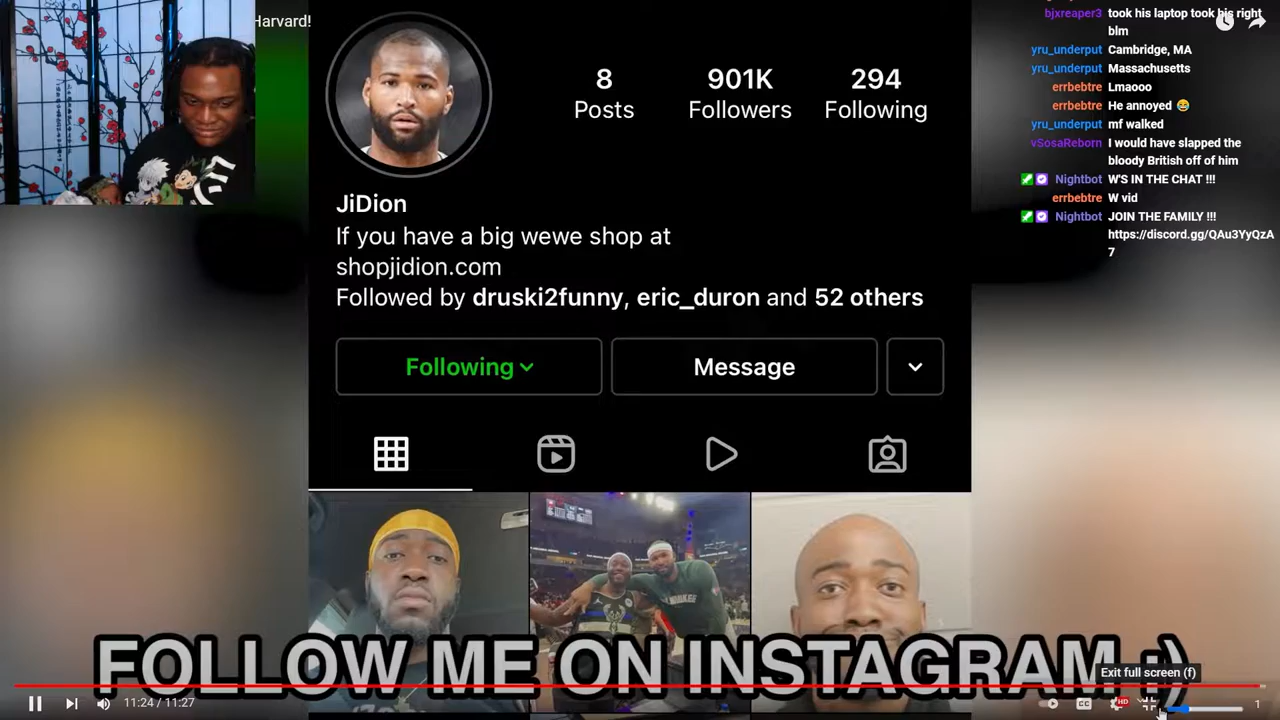 Harvard!
8
Posts
901K
Followers
294
Following
JiDion
If you have a big wewe shop at
shopjidion.com
Followed by druski2funny, eric_duron and 52 others
Following
Message
FOLLOW ME ON INSTAGRAM :)
Exit full screen (f)
11:24 / 11:27
CC
HD
1
bjxreaper3 took his laptop took his right
blm
yru_underput Cambridge, MA
yru_underput Massachusetts
errbebtre Lmaooo
errbebtre He annoyed 😂
yru_underput mf walked
vSosaReborn I would have slapped the
bloody British off of him
Nightbot W'S IN THE CHAT !!!
errbebtre W vid
Nightbot JOIN THE FAMILY !!!
https://discord.gg/QAu3YyQzA
7